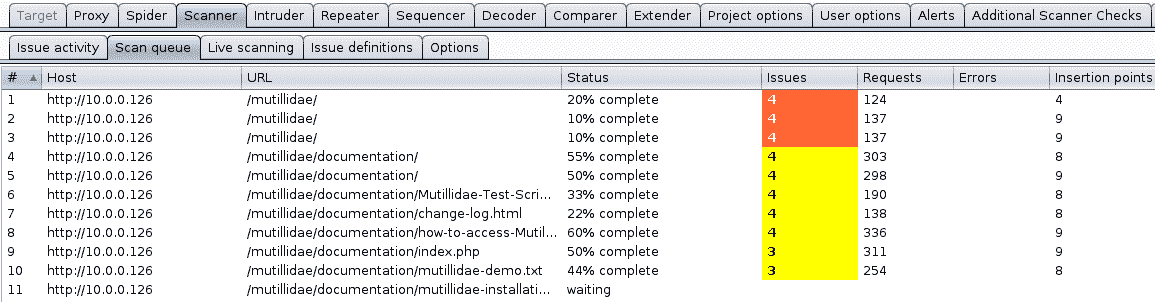 Target Proxy Spider Scanner Intruder Repeater Sequencer Decoder Comparer Extender Project options User options Alerts Additional Scanner Checks
Issue activity Scan queue Live scanning Issue definitions Options
# Host URL Status Issues Requests Errors Insertion points
1 http://10.0.0.126 /mutillidae/ 20% complete 4 124 4
2 http://10.0.0.126 /mutillidae/ 10% complete 4 137 9
3 http://10.0.0.126 /mutillidae/ 10% complete 4 137 9
4 http://10.0.0.126 /mutillidae/documentation/ 55% complete 4 303 8
5 http://10.0.0.126 /mutillidae/documentation/ 50% complete 4 298 9
6 http://10.0.0.126 /mutillidae/documentation/Mutillidae-Test-Scri... 33% complete 4 190 8
7 http://10.0.0.126 /mutillidae/documentation/change-log.html 22% complete 4 138 8
8 http://10.0.0.126 /mutillidae/documentation/how-to-access-Mutil... 60% complete 4 336 8
9 http://10.0.0.126 /mutillidae/documentation/index.php 50% complete 3 311 9
10 http://10.0.0.126 /mutillidae/documentation/mutillidae-demo.txt 44% complete 3 254 8
11 http://10.0.0.126 /mutillidae/documentation/mutillidae-installati... waiting